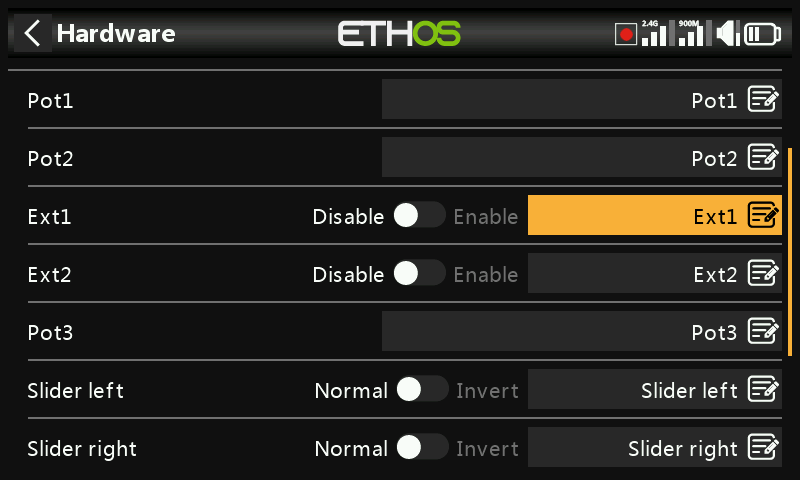 Hardware ETHOS 2.4G 900M
Pot1 Pot1
Pot2 Pot2
Ext1 Disable Enable Ext1
Ext2 Disable Enable Ext2
Pot3 Pot3
Slider left Normal Invert Slider left
Slider right Normal Invert Slider right